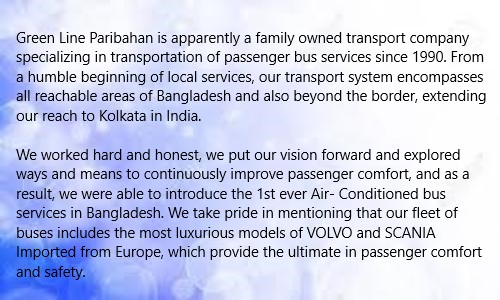 Green Line Paribahan is apparently a family owned transport company
specializing in transportation of passenger bus services since 1990. From
a humble beginning of local services, our transport system encompasses
all reachable areas of Bangladesh and also beyond the border, extending
our reach to Kolkata in India.
We worked hard and honest, we put our vision forward and explored
ways and means to continuously improve passenger comfort, and as a
result, we were able to introduce the 1st ever Air- Conditioned bus
services in Bangladesh. We take pride in mentioning that our fleet of
buses includes the most luxurious models of VOLVO and SCANIA
Imported from Europe, which provide the ultimate in passenger comfort
and safety.